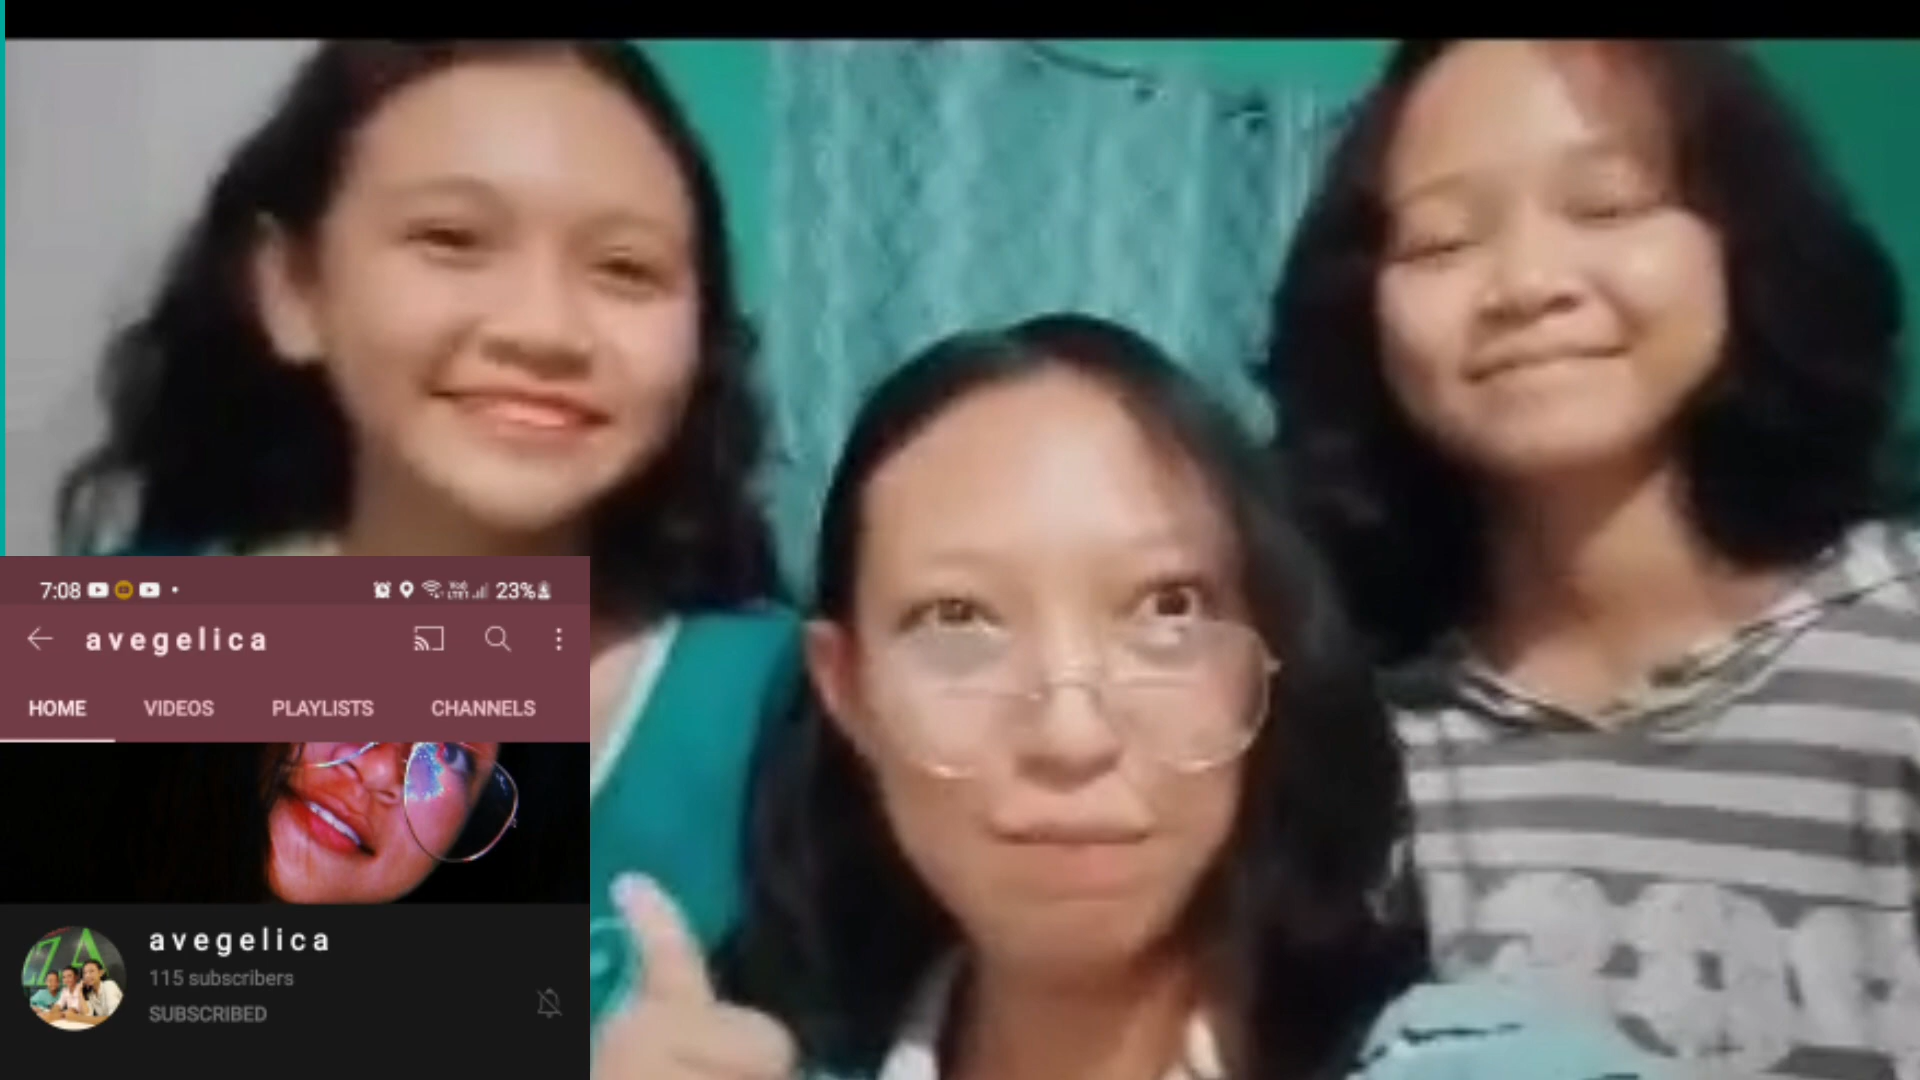 7:08 23%
avegelica
HOME VIDEOS PLAYLISTS CHANNELS
avegelica
115 subscribers
SUBSCRIBED